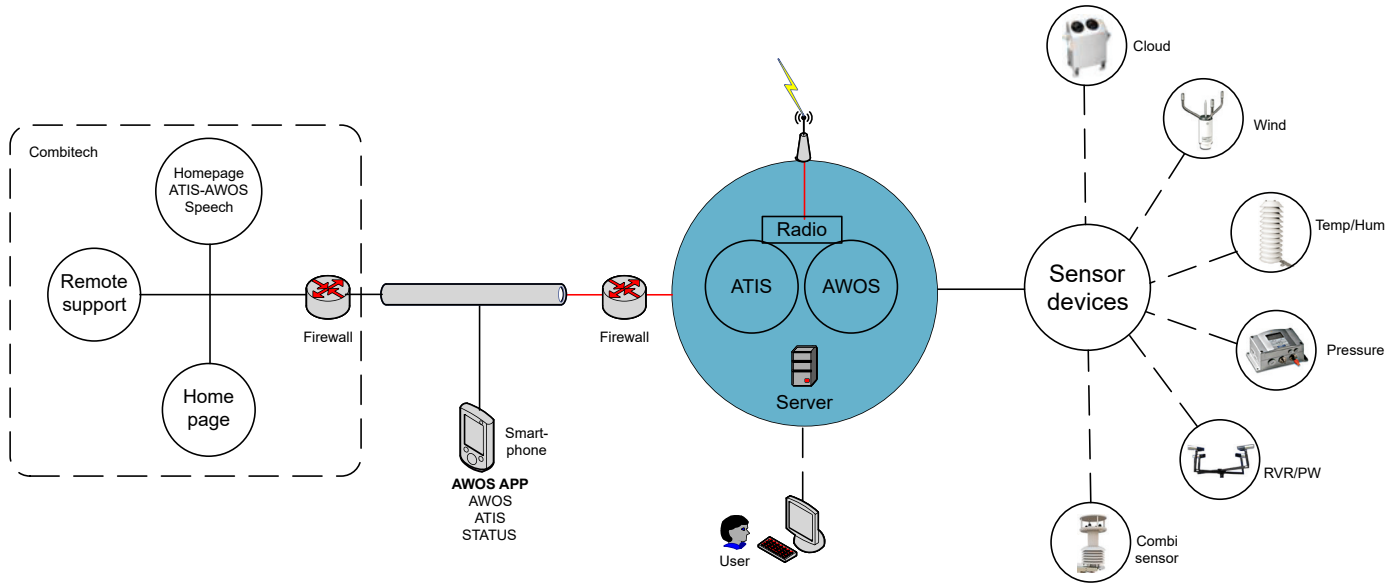 Combitech
Homepage
ATIS-AWOS
Speech
Remote
support
Home
page
Firewall
Smart-
phone
AWOS APP
AWOS
ATIS
STATUS
Firewall
Radio
ATIS
AWOS
Server
User
Sensor
devices
Cloud
Wind
Temp/Hum
Pressure
RVR/PW
Combi
sensor